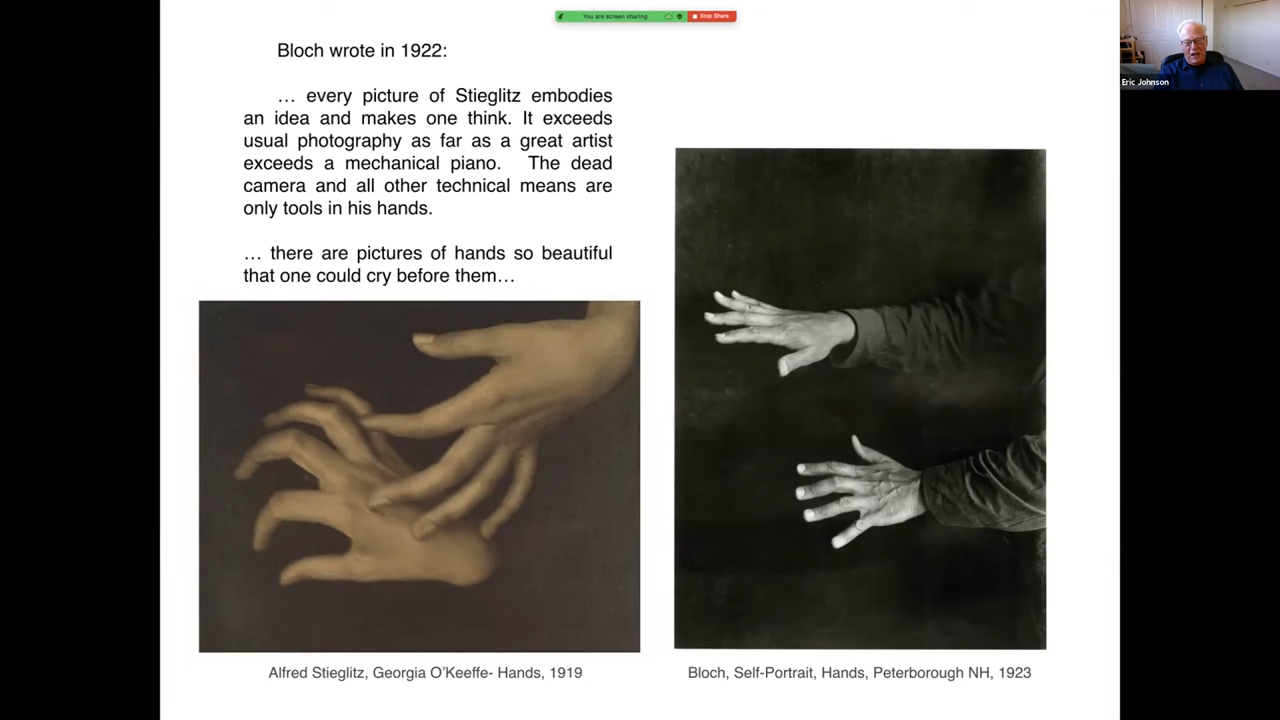 You are screen sharing
Stop Share
Eric Johnson
Bloch wrote in 1922:
… every picture of Stieglitz embodies
an idea and makes one think. It exceeds
usual photography as far as a great artist
exceeds a mechanical piano. The dead
camera and all other technical means are
only tools in his hands.
… there are pictures of hands so beautiful
that one could cry before them…
Alfred Stieglitz, Georgia O'Keeffe- Hands, 1919
Bloch, Self-Portrait, Hands, Peterborough NH, 1923